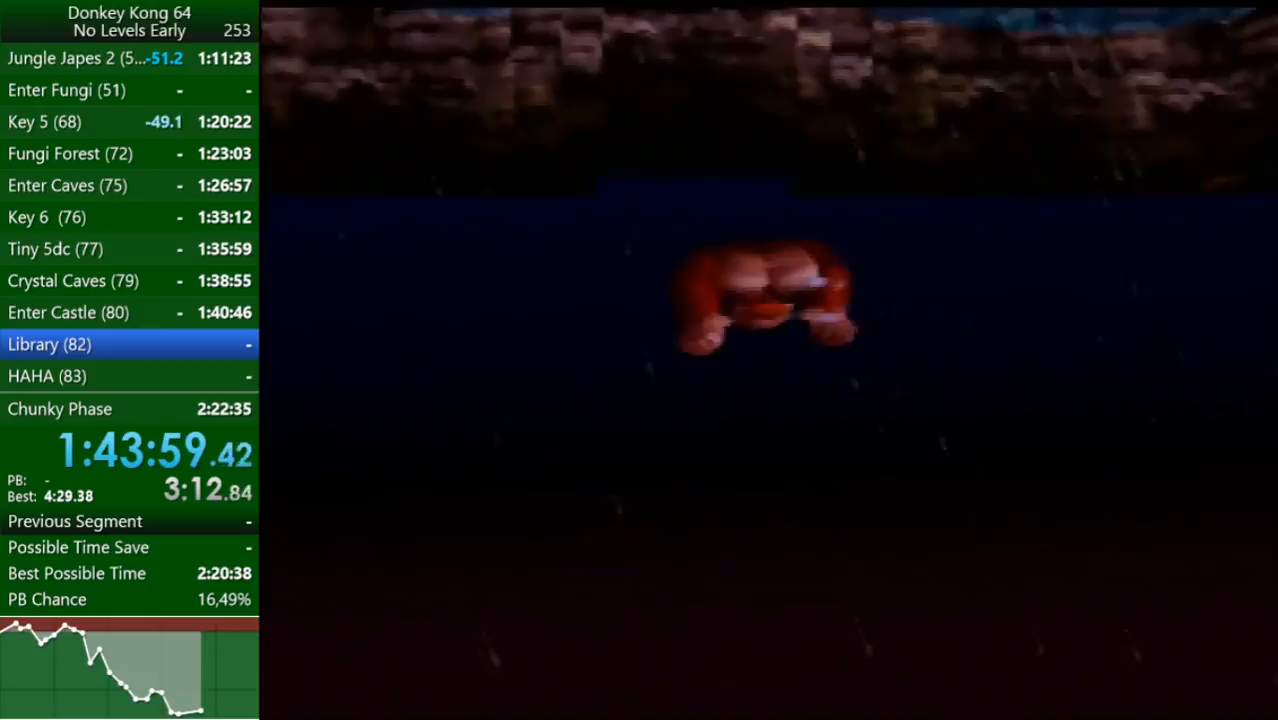 Donkey Kong 64
No Levels Early 253
Jungle Japes 2 (5... -51.2 1:11:23
Enter Fungi (51) - -
Key 5 (68) -49.1 1:20:22
Fungi Forest (72) - 1:23:03
Enter Caves (75) - 1:26:57
Key 6 (76) - 1:33:12
Tiny 5dc (77) - 1:35:59
Crystal Caves (79) - 1:38:55
Enter Castle (80) - 1:40:46
Library (82) -
HAHA (83) -
Chunky Phase 2:22:35
1:43:59.42
PB: -
Best: 4:29.38 3:12.84
Previous Segment -
Possible Time Save -
Best Possible Time 2:20:38
PB Chance 16,49%